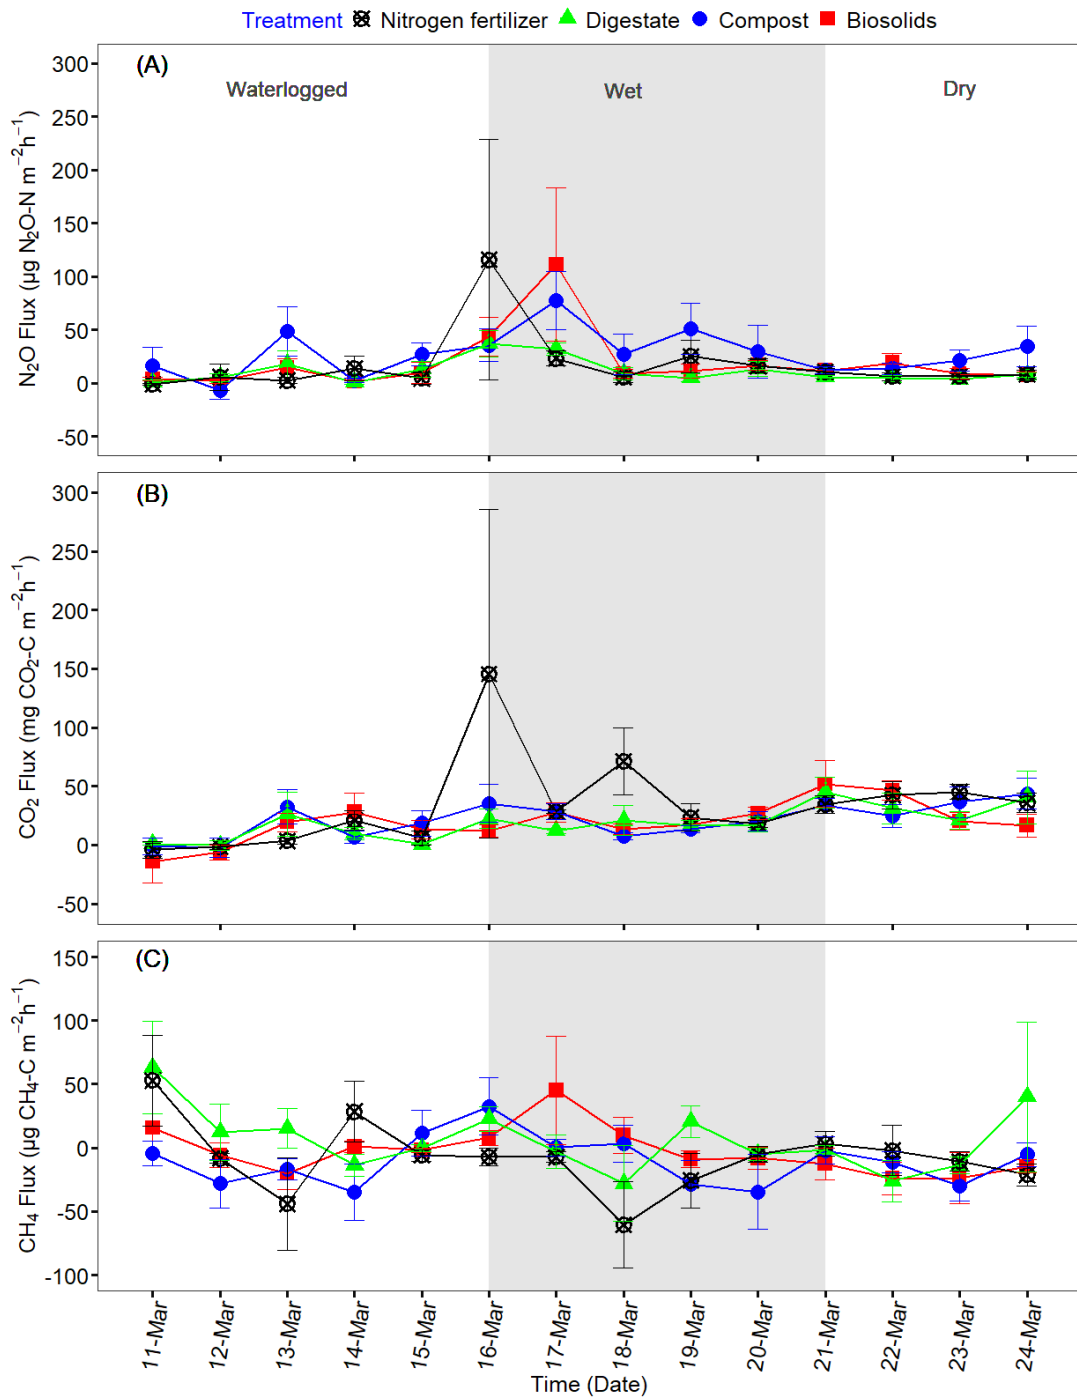 Treatment Nitrogen fertilizer Digestate Compost Biosolids
(A)
Waterlogged Wet Dry
N₂O Flux (µg N₂O-N m⁻²h⁻¹)
300
250
200
150
100
50
0
-50
(B)
CO₂ Flux (mg CO₂-C m⁻²h⁻¹)
300
250
200
150
100
50
0
-50
(C)
CH₄ Flux (µg CH₄-C m⁻²h⁻¹)
150
100
50
0
-50
-100
11-Mar 12-Mar 13-Mar 14-Mar 15-Mar 16-Mar 17-Mar 18-Mar 19-Mar 20-Mar 21-Mar 22-Mar 23-Mar 24-Mar
Time (Date)